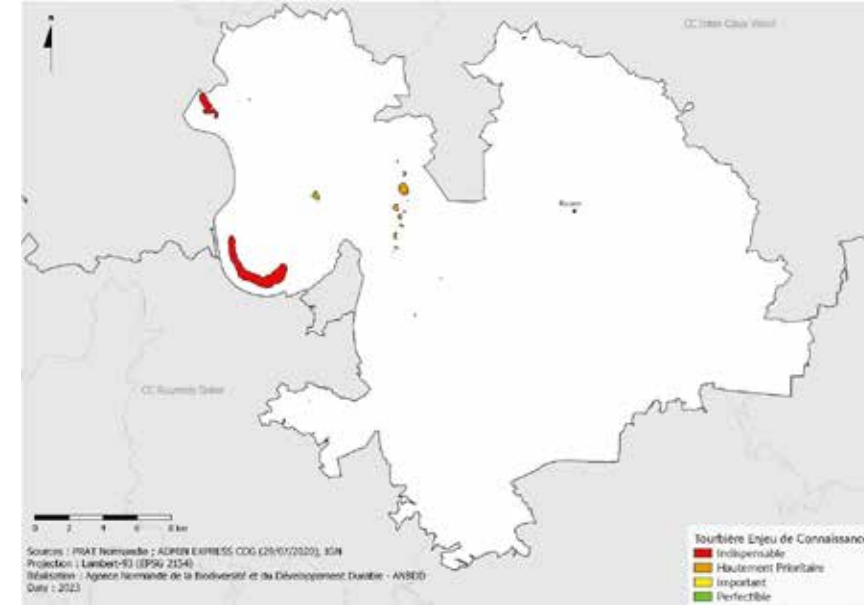 N
CC Inter-Caux-Vexin
Rouen
CC Roumois Seine
0 2 4 6 8 km
Sources : PRAT Normandie ; ADMIN EXPRESS COG (29/07/2020), IGN
Projection : Lambert-93 (EPSG 2154)
Réalisation : Agence Normande de la Biodiversité et du Développement Durable - ANBDD
Date : 2023
Tourbière Enjeu de Connaissance
Indispensable
Hautement Prioritaire
Important
Perfectible